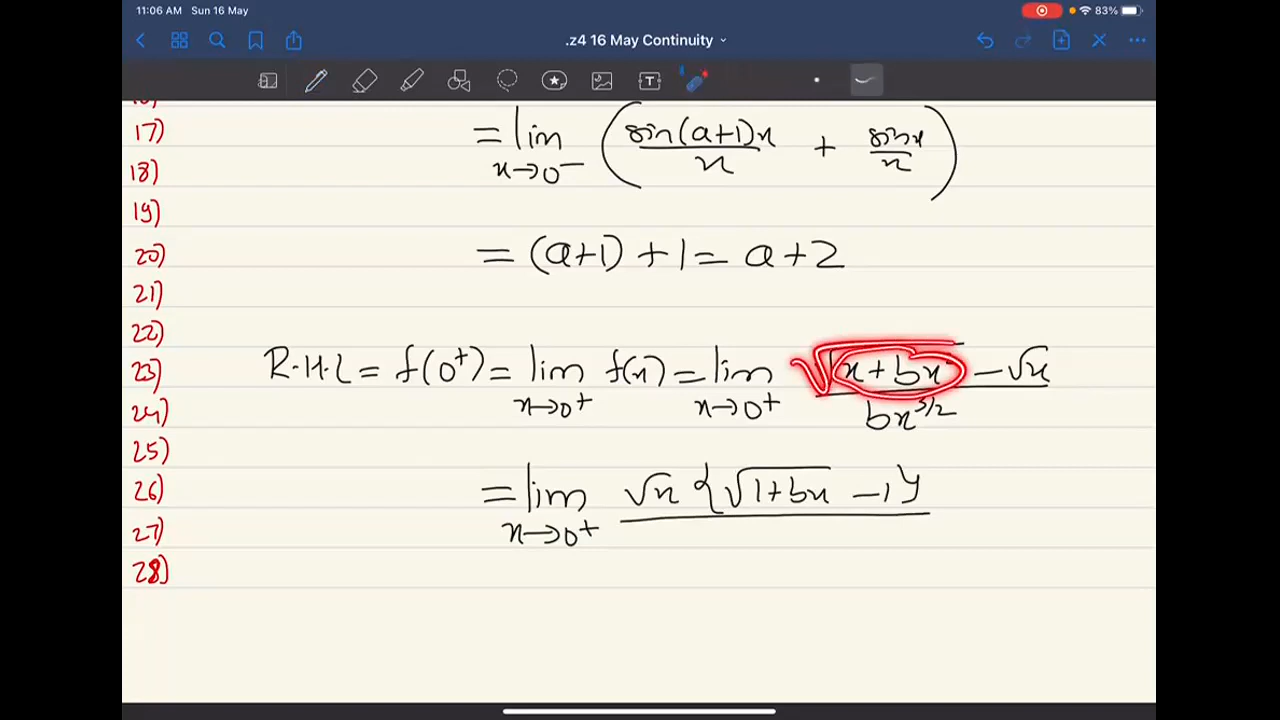 11:06 AM Sun 16 May 83%
.z4 16 May Continuity
17) = lim x→0⁻ ( sin(a+1)x / x + sinx / x )
18)
19)
20) = (a+1) + 1 = a+2
21)
22)
23) R.H.L = f(0⁺) = lim x→0⁺ f(x) = lim x→0⁺ √(x+bx²) - √x / bx^3/2
24)
25)
26) = lim x→0⁺ √x {√(1+bx) - 1}
27)
28)